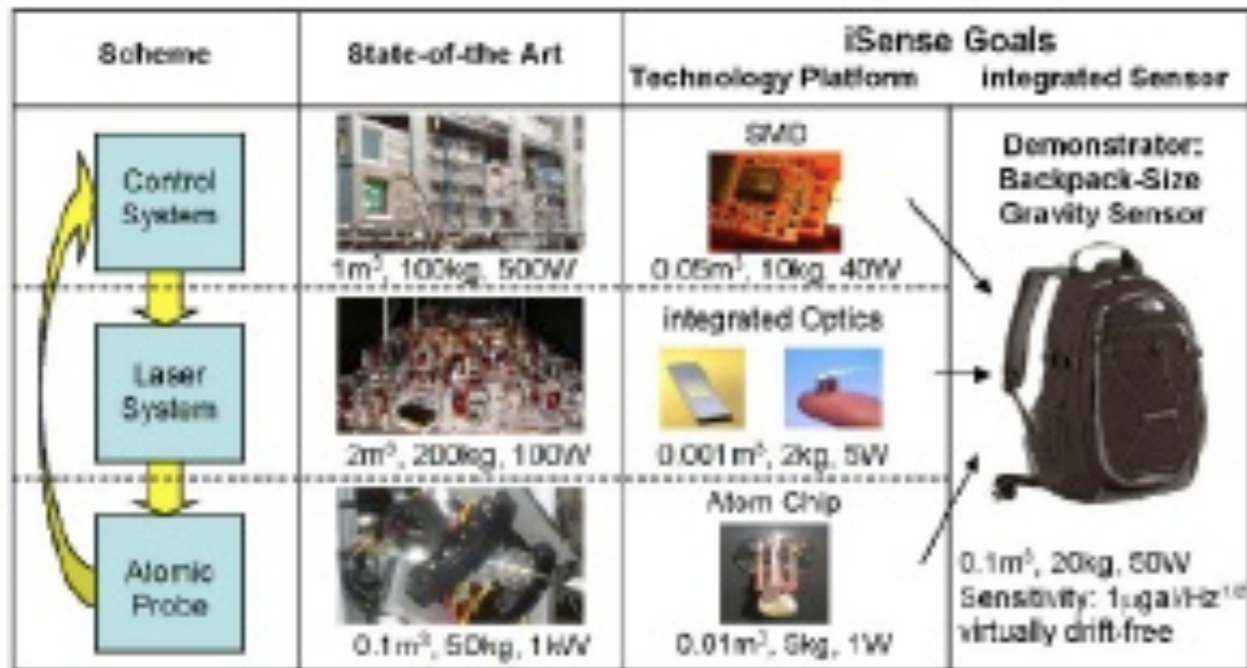 Scheme
State-of-the Art
iSense Goals
Technology Platform
integrated Sensor
Control
System
1m³, 100kg, 500W
SMD
0.05m³, 10kg, 40W
Demonstrator:
Backpack-Size
Gravity Sensor
Laser
System
2m³, 200kg, 100W
integrated Optics
0.001m³, 2kg, 5W
Atomic
Probe
0.1m³, 50kg, 1kW
Atom Chip
0.01m³, 5kg, 1W
0.1m³, 20kg, 50W
Sensitivity: 1µgal/Hz
virtually drift-free